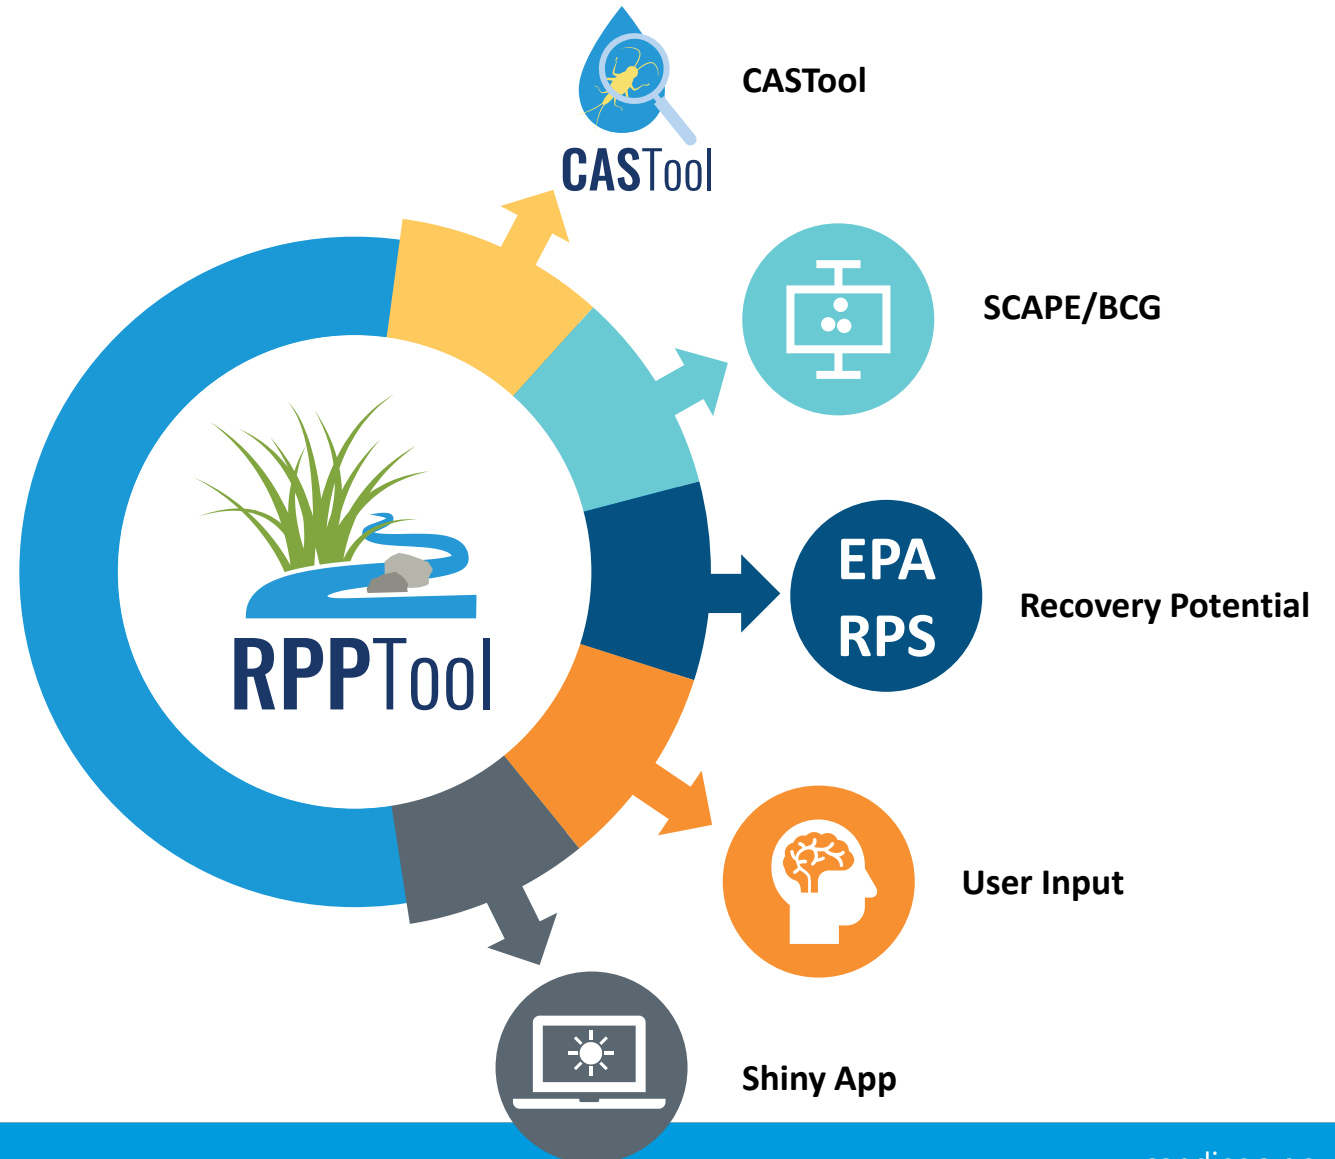 CASTool
CASTool
SCAPE/BCG
EPA
RPS
Recovery Potential
RPPTool
User Input
Shiny App